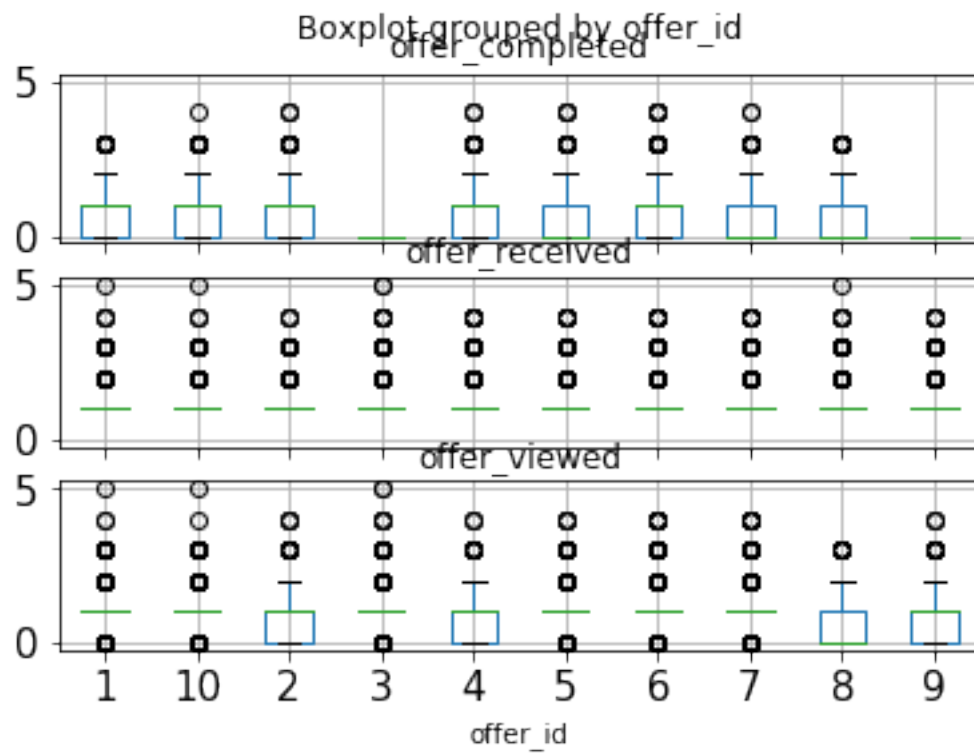 Boxplot grouped by offer_id
offer_completed
5
0
offer_received
5
0
offer_viewed
5
0
1 10 2 3 4 5 6 7 8 9
offer_id